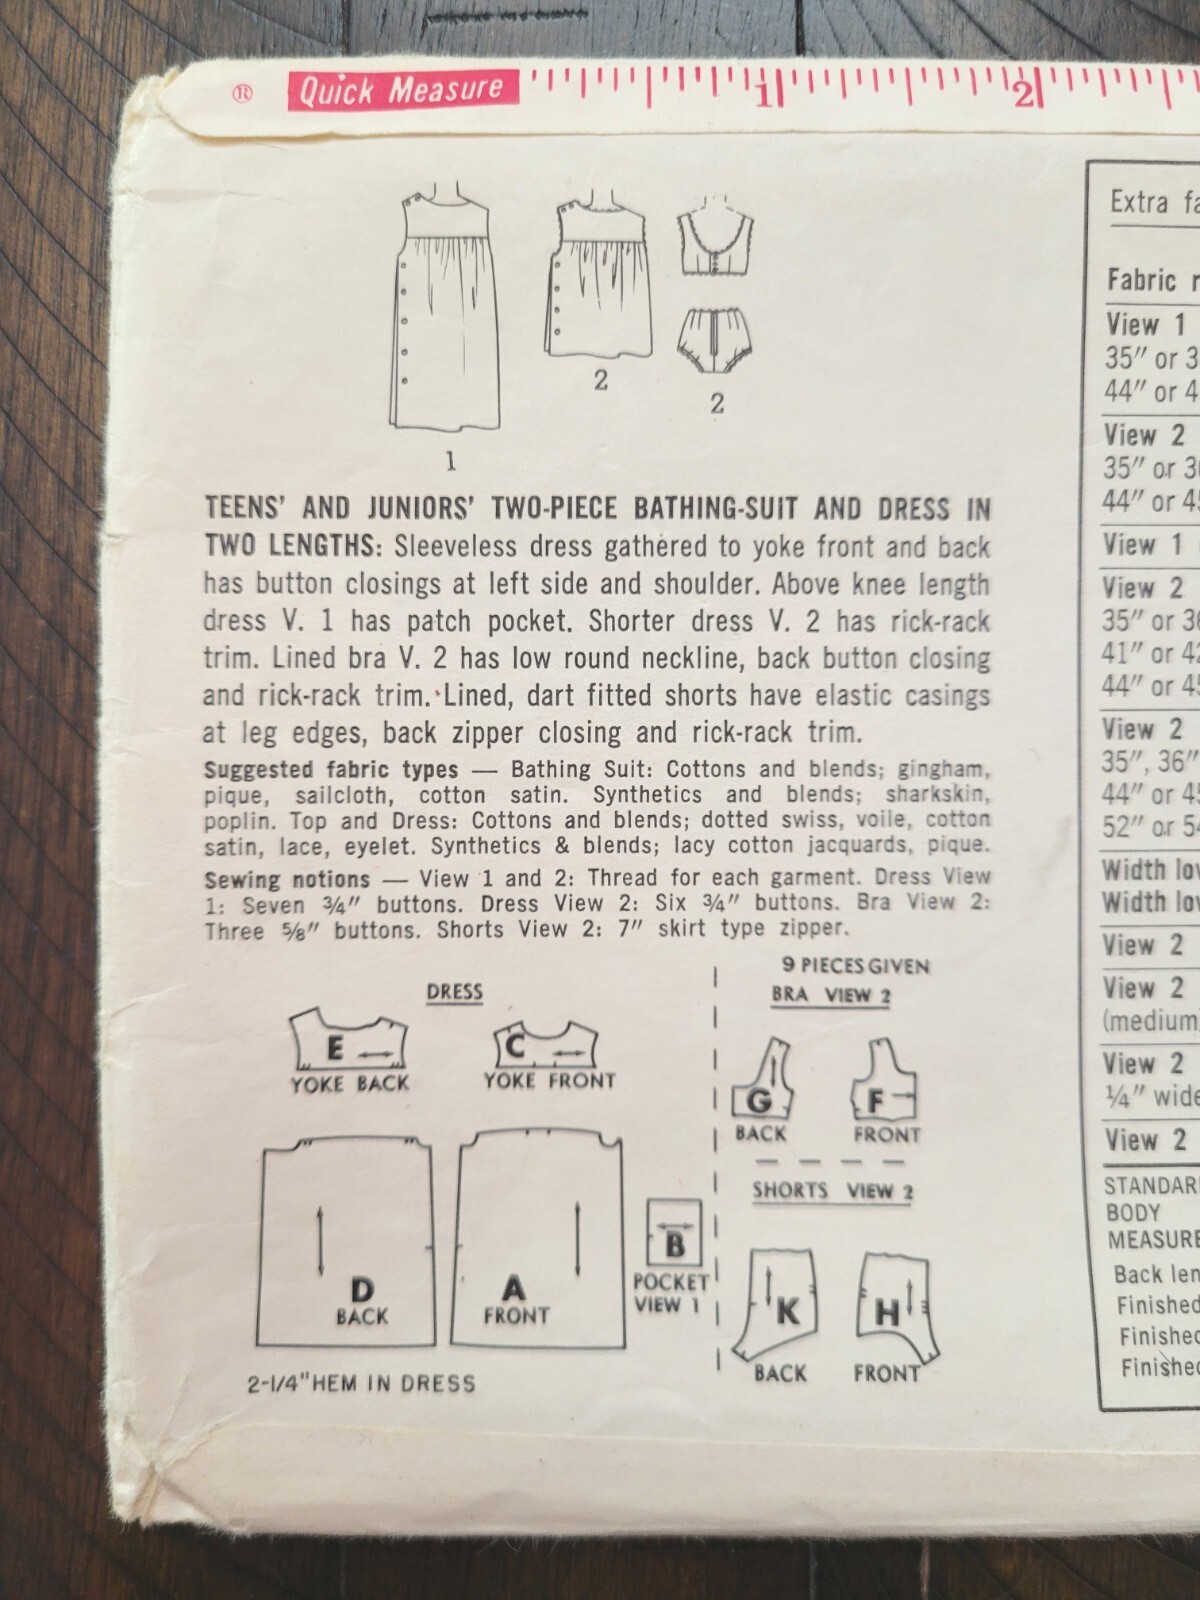 ® Quick Measure 1 2
1
2
2
TEENS' AND JUNIORS' TWO-PIECE BATHING-SUIT AND DRESS IN
TWO LENGTHS: Sleeveless dress gathered to yoke front and back
has button closings at left side and shoulder. Above knee length
dress V. 1 has patch pocket. Shorter dress V. 2 has rick-rack
trim. Lined bra V. 2 has low round neckline, back button closing
and rick-rack trim. Lined, dart fitted shorts have elastic casings
at leg edges, back zipper closing and rick-rack trim.
Suggested fabric types — Bathing Suit: Cottons and blends; gingham,
pique, sailcloth, cotton satin. Synthetics and blends; sharkskin,
poplin. Top and Dress: Cottons and blends; dotted swiss, voile, cotton
satin, lace, eyelet. Synthetics & blends; lacy cotton jacquards, pique.
Sewing notions — View 1 and 2: Thread for each garment. Dress View
1: Seven ¾" buttons. Dress View 2: Six ¾" buttons. Bra View 2:
Three ⅝" buttons. Shorts View 2: 7" skirt type zipper.
DRESS
E
YOKE BACK
C
YOKE FRONT
D
BACK
A
FRONT
B
POCKET
VIEW 1
2-1/4" HEM IN DRESS
9 PIECES GIVEN
BRA VIEW 2
G
BACK
F
FRONT
SHORTS VIEW 2
K
BACK
H
FRONT
Extra
Fabric
View 1
35" or
44" or
View 2
35" or
44" or
View 1
View 2
35" or 36
41" or 42
44" or 45
View 2
35", 36"
44" or
52" or
Width
Width
View 2
View 2
(medium)
View 2
¼" wide
View 2
STANDARD
BODY
MEASURE
Back
Finished
Finished
Finished